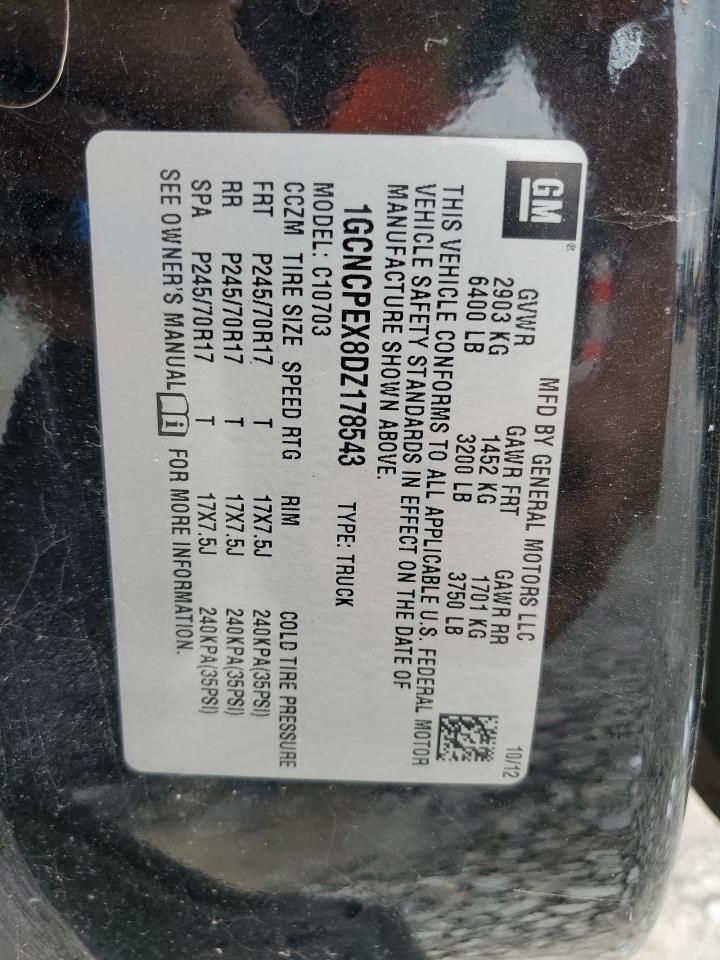 GM®
MFD BY GENERAL MOTORS LLC 10/12
GVWR GAWR FRT GAWR RR
2903 KG 1452 KG 1701 KG
6400 LB 3200 LB 3750 LB
THIS VEHICLE CONFORMS TO ALL APPLICABLE U.S. FEDERAL MOTOR
VEHICLE SAFETY STANDARDS IN EFFECT ON THE DATE OF
MANUFACTURE SHOWN ABOVE.
1GCNCPEX8DZ178543 TYPE: TRUCK
MODEL: C10703
CCZM TIRE SIZE SPEED RTG RIM COLD TIRE PRESSURE
FRT P245/70R17 T 17X7.5J 240KPA(35PSI)
RR P245/70R17 T 17X7.5J 240KPA(35PSI)
SPA P245/70R17 T 17X7.5J 240KPA(35PSI)
SEE OWNER'S MANUAL FOR MORE INFORMATION.